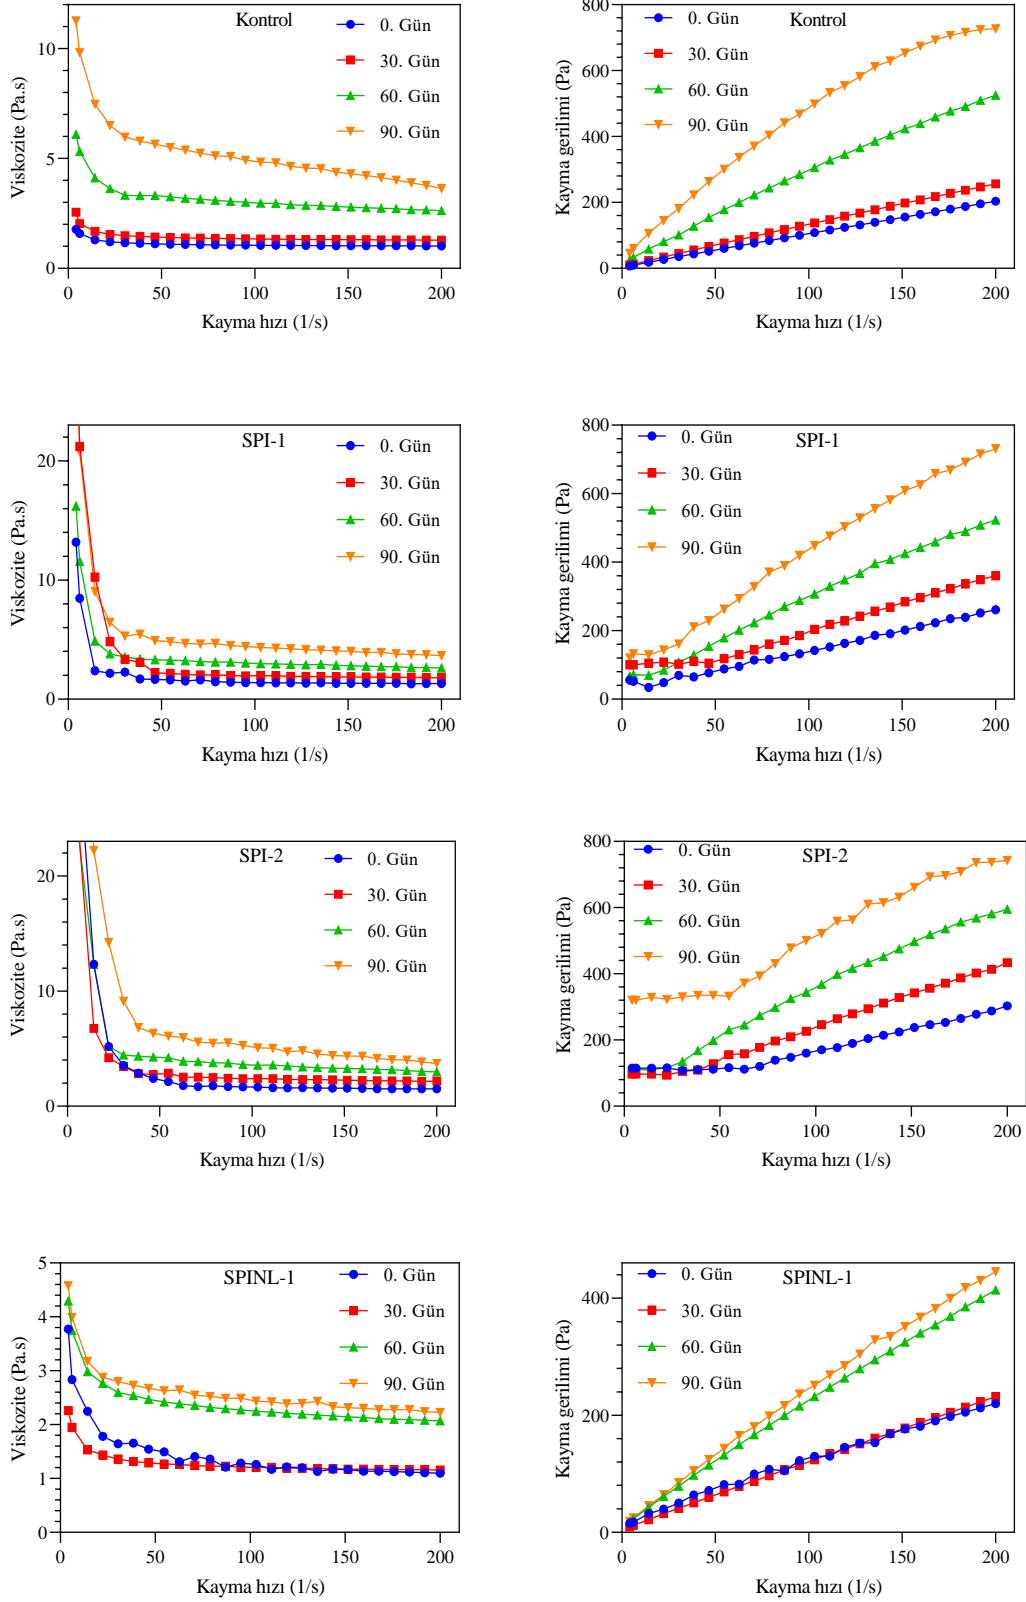 Kontrol
0. Gün
30. Gün
60. Gün
90. Gün
Viskozite (Pa.s)
10
5
0
0 50 100 150 200
Kayma hızı (1/s)
Kontrol
0. Gün
30. Gün
60. Gün
90. Gün
Kayma gerilimi (Pa)
800
600
400
200
0
0 50 100 150 200
Kayma hızı (1/s)
SPI-1
0. Gün
30. Gün
60. Gün
90. Gün
Viskozite (Pa.s)
20
10
0
0 50 100 150 200
Kayma hızı (1/s)
SPI-1
0. Gün
30. Gün
60. Gün
90. Gün
Kayma gerilimi (Pa)
800
600
400
200
0
0 50 100 150 200
Kayma hızı (1/s)
SPI-2
0. Gün
30. Gün
60. Gün
90. Gün
Viskozite (Pa.s)
20
10
0
0 50 100 150 200
Kayma hızı (1/s)
SPI-2
0. Gün
30. Gün
60. Gün
90. Gün
Kayma gerilimi (Pa)
800
600
400
200
0
0 50 100 150 200
Kayma hızı (1/s)
SPINL-1
0. Gün
30. Gün
60. Gün
90. Gün
Viskozite (Pa.s)
5
4
3
2
1
0
0 50 100 150 200
Kayma hızı (1/s)
SPINL-1
0. Gün
30. Gün
60. Gün
90. Gün
Kayma gerilimi (Pa)
400
200
0
0 50 100 150 200
Kayma hızı (1/s)